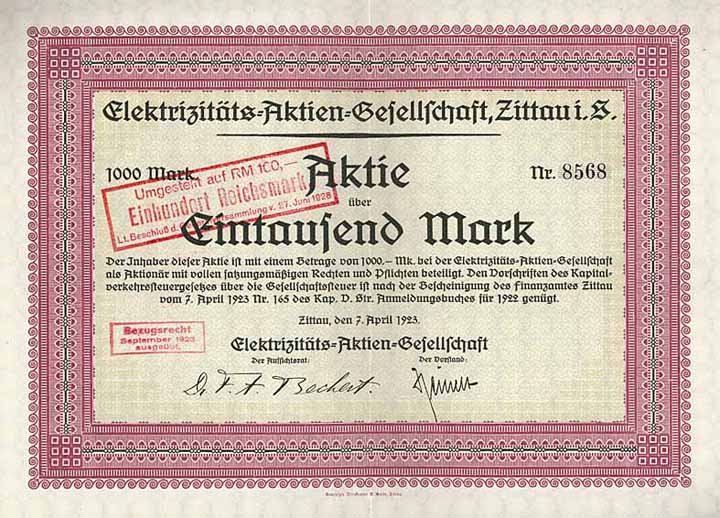 Elektrizitäts-Aktien-Gesellschaft, Zittau i. S.
1000 Mark.
Aktie
Nr. 8568
Umgestellt auf RM 100,—
Einhundert Reichsmark
Lt. Beschluß d. Generalversammlung v. 27. Juni 1928
über
Eintausend Mark
Der Inhaber dieser Aktie ist mit einem Betrage von 1000.— Mk. bei der Elektrizitäts-Aktien-Gesellschaft
als Aktionär mit vollen satzungsmäßigen Rechten und Pflichten beteiligt. Den Vorschriften des Kapital-
verkehrssteuergesetzes über die Gesellschaftssteuer ist nach der Bescheinigung des Finanzamtes Zittau
vom 7. April 1923 Nr. 165 des Kap. V. Str. Anmeldungsbuches für 1922 genügt.
Zittau, den 7. April 1923.
Bezugsrecht
September 1923
ausgeübt.
Elektrizitäts-Aktien-Gesellschaft
Der Aufsichtsrat:
Der Vorstand:
Dr. F. A. Bechert.